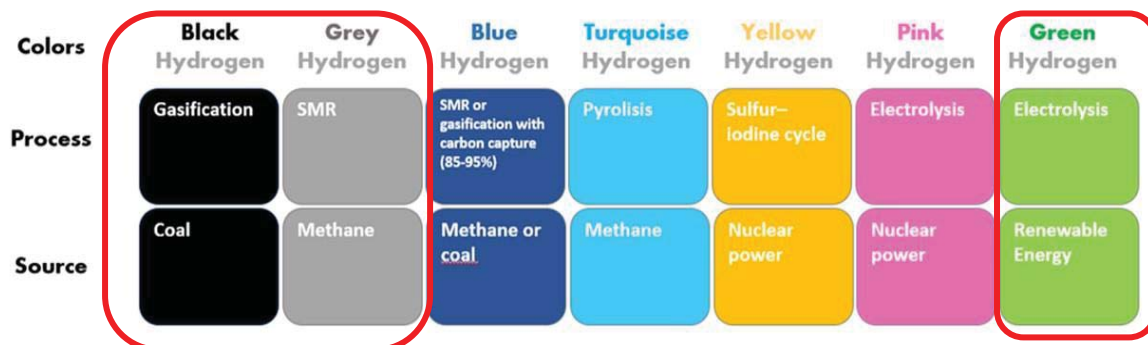 Colors
Black Hydrogen
Grey Hydrogen
Blue Hydrogen
Turquoise Hydrogen
Yellow Hydrogen
Pink Hydrogen
Green Hydrogen
Process
Gasification
SMR
SMR or
gasification with
carbon capture
(85-95%)
Pyrolisis
Sulfur–
iodine cycle
Electrolysis
Electrolysis
Source
Coal
Methane
Methane or
coal
Methane
Nuclear
power
Nuclear
power
Renewable
Energy